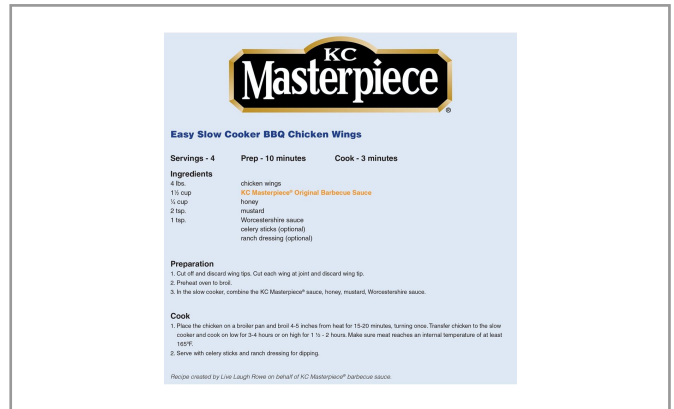 KC
Masterpiece®
Easy Slow Cooker BBQ Chicken Wings
Servings - 4 Prep - 10 minutes Cook - 3 minutes
Ingredients
4 lbs. chicken wings
1½ cup KC Masterpiece® Original Barbecue Sauce
½ cup honey
2 tsp. mustard
1 tsp. Worcestershire sauce
celery sticks (optional)
ranch dressing (optional)
Preparation
1. Cut off and discard wing tips. Cut each wing at joint and discard wing tip.
2. Preheat oven to broil.
3. In the slow cooker, combine the KC Masterpiece® sauce, honey, mustard, Worcestershire sauce.
Cook
1. Place the chicken on a broiler pan and broil 4-5 inches from heat for 15-20 minutes, turning once. Transfer chicken to the slow
cooker and cook on low for 3-4 hours or on high for 1 ½ - 2 hours. Make sure meat reaches an internal temperature of at least
165ºF.
2. Serve with celery sticks and ranch dressing for dipping.
Recipe created by Live Laugh Rowe on behalf of KC Masterpiece® barbecue sauce.